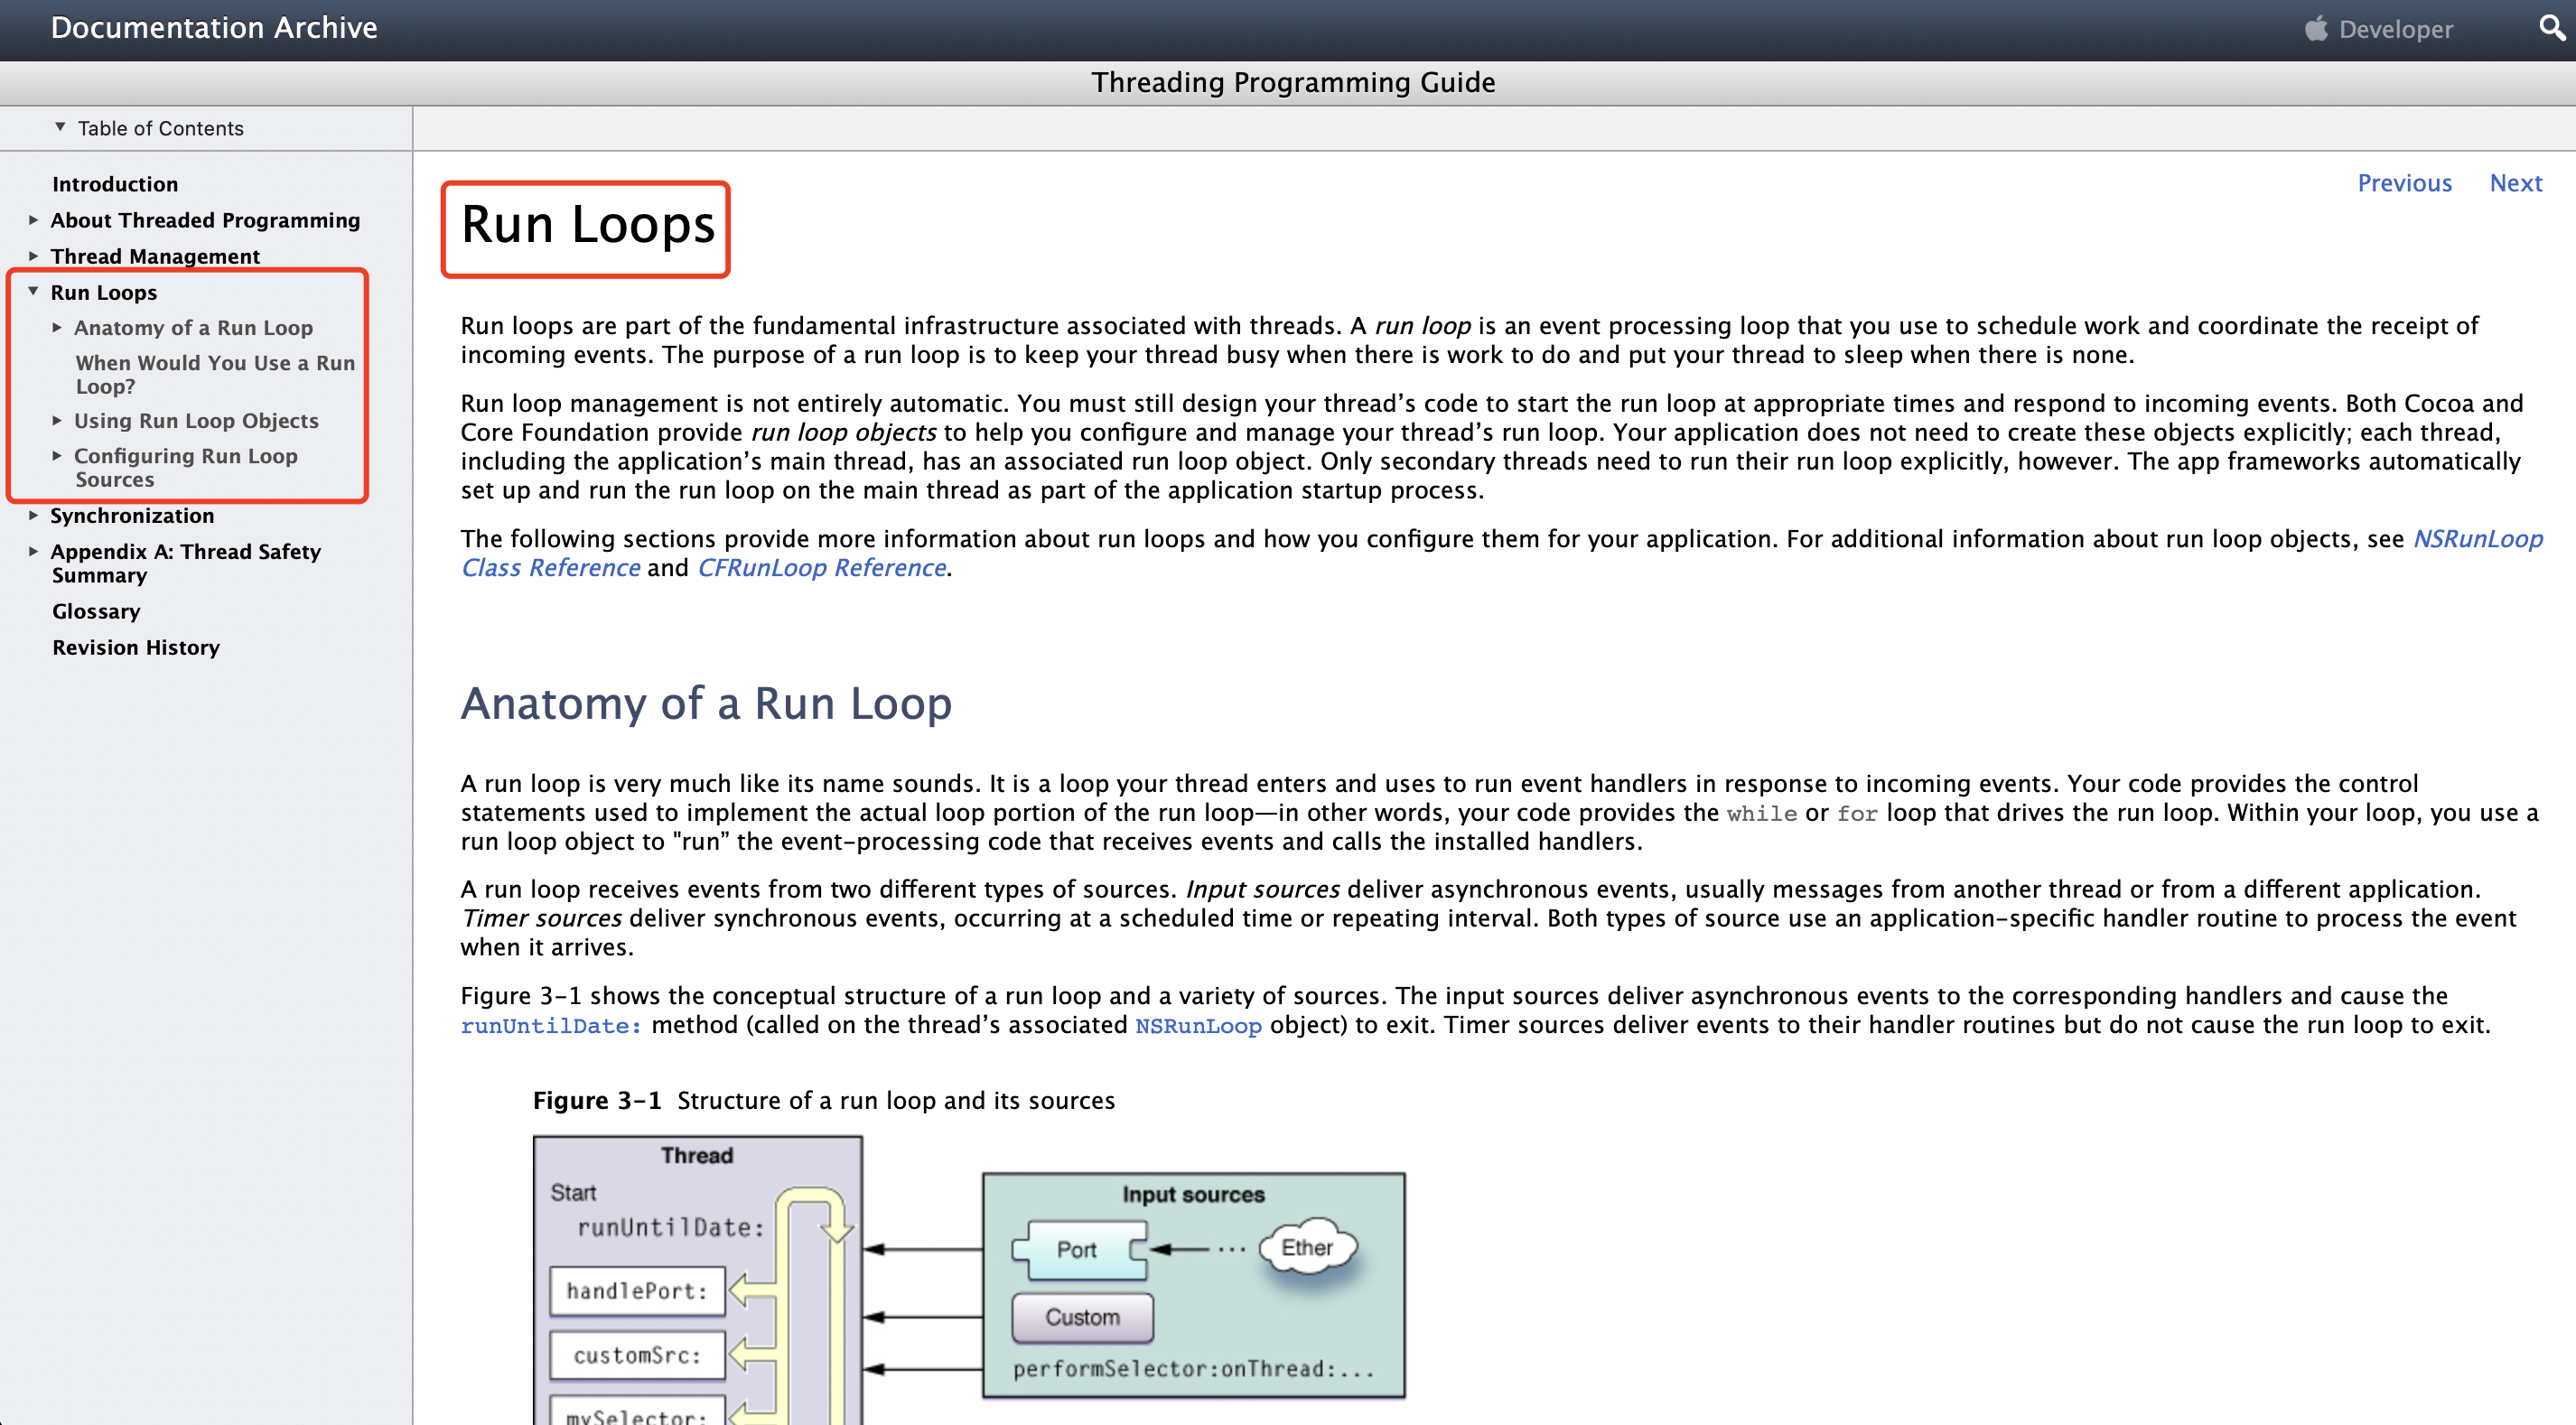 Documentation Archive
Developer
Threading Programming Guide
Table of Contents
Introduction
About Threaded Programming
Thread Management
Run Loops
Anatomy of a Run Loop
When Would You Use a Run
Loop?
Using Run Loop Objects
Configuring Run Loop
Sources
Synchronization
Appendix A: Thread Safety
Summary
Glossary
Revision History
Previous Next
Run Loops
Run loops are part of the fundamental infrastructure associated with threads. A run loop is an event processing loop that you use to schedule work and coordinate the receipt of
incoming events. The purpose of a run loop is to keep your thread busy when there is work to do and put your thread to sleep when there is none.
Run loop management is not entirely automatic. You must still design your thread’s code to start the run loop at appropriate times and respond to incoming events. Both Cocoa and
Core Foundation provide run loop objects to help you configure and manage your thread’s run loop. Your application does not need to create these objects explicitly; each thread,
including the application’s main thread, has an associated run loop object. Only secondary threads need to run their run loop explicitly, however. The app frameworks automatically
set up and run the run loop on the main thread as part of the application startup process.
The following sections provide more information about run loops and how you configure them for your application. For additional information about run loop objects, see NSRunLoop
Class Reference and CFRunLoop Reference.
Anatomy of a Run Loop
A run loop is very much like its name sounds. It is a loop your thread enters and uses to run event handlers in response to incoming events. Your code provides the control
statements used to implement the actual loop portion of the run loop—in other words, your code provides the while or for loop that drives the run loop. Within your loop, you use a
run loop object to "run” the event-processing code that receives events and calls the installed handlers.
A run loop receives events from two different types of sources. Input sources deliver asynchronous events, usually messages from another thread or from a different application.
Timer sources deliver synchronous events, occurring at a scheduled time or repeating interval. Both types of source use an application-specific handler routine to process the event
when it arrives.
Figure 3-1 shows the conceptual structure of a run loop and a variety of sources. The input sources deliver asynchronous events to the corresponding handlers and cause the
runUntilDate: method (called on the thread’s associated NSRunLoop object) to exit. Timer sources deliver events to their handler routines but do not cause the run loop to exit.
Figure 3-1 Structure of a run loop and its sources
Thread
Start
runUntilDate:
handlePort:
customSrc:
mySelector:
Input sources
Port
Ether
Custom
performSelector:onThread:...